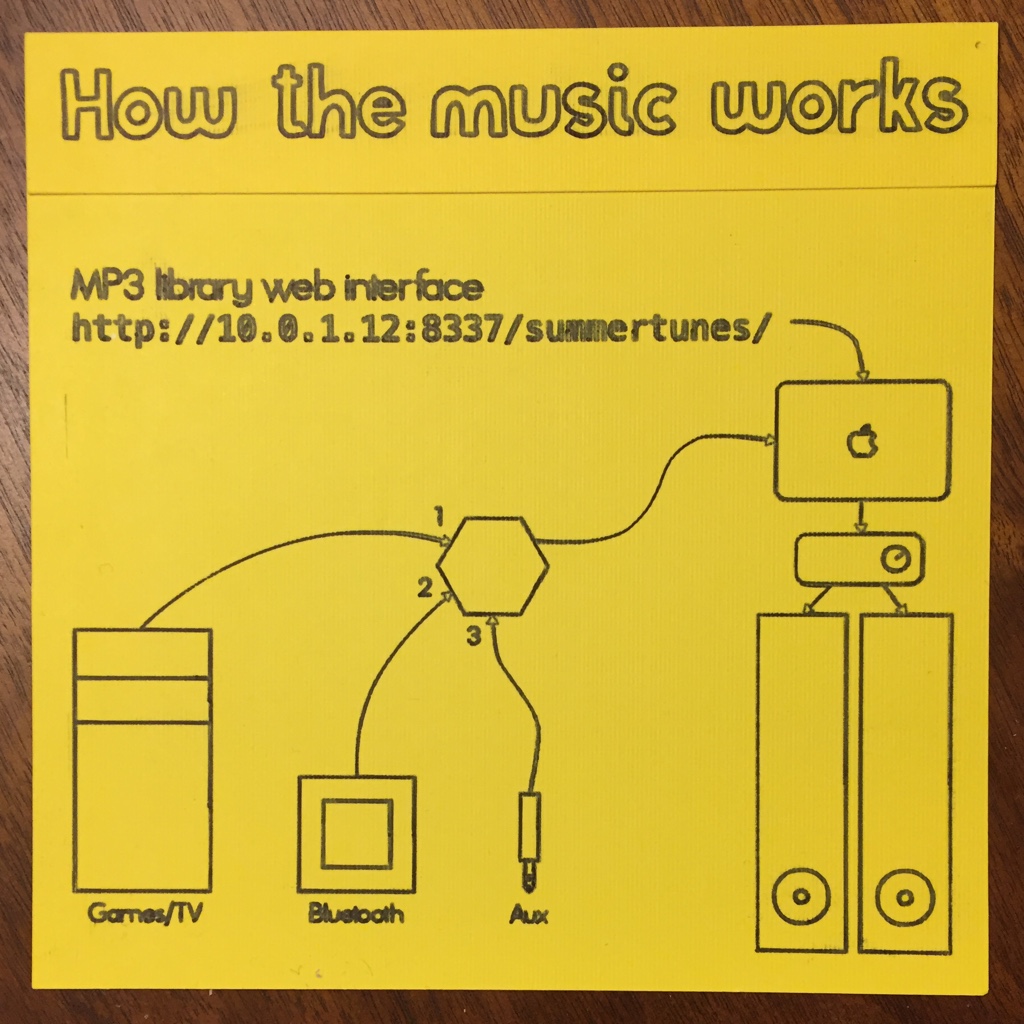 How the music works
MP3 library web interface
http://10.0.1.12:8337/summertunes/
1
2
3
Games/TV
Bluetooth
Aux